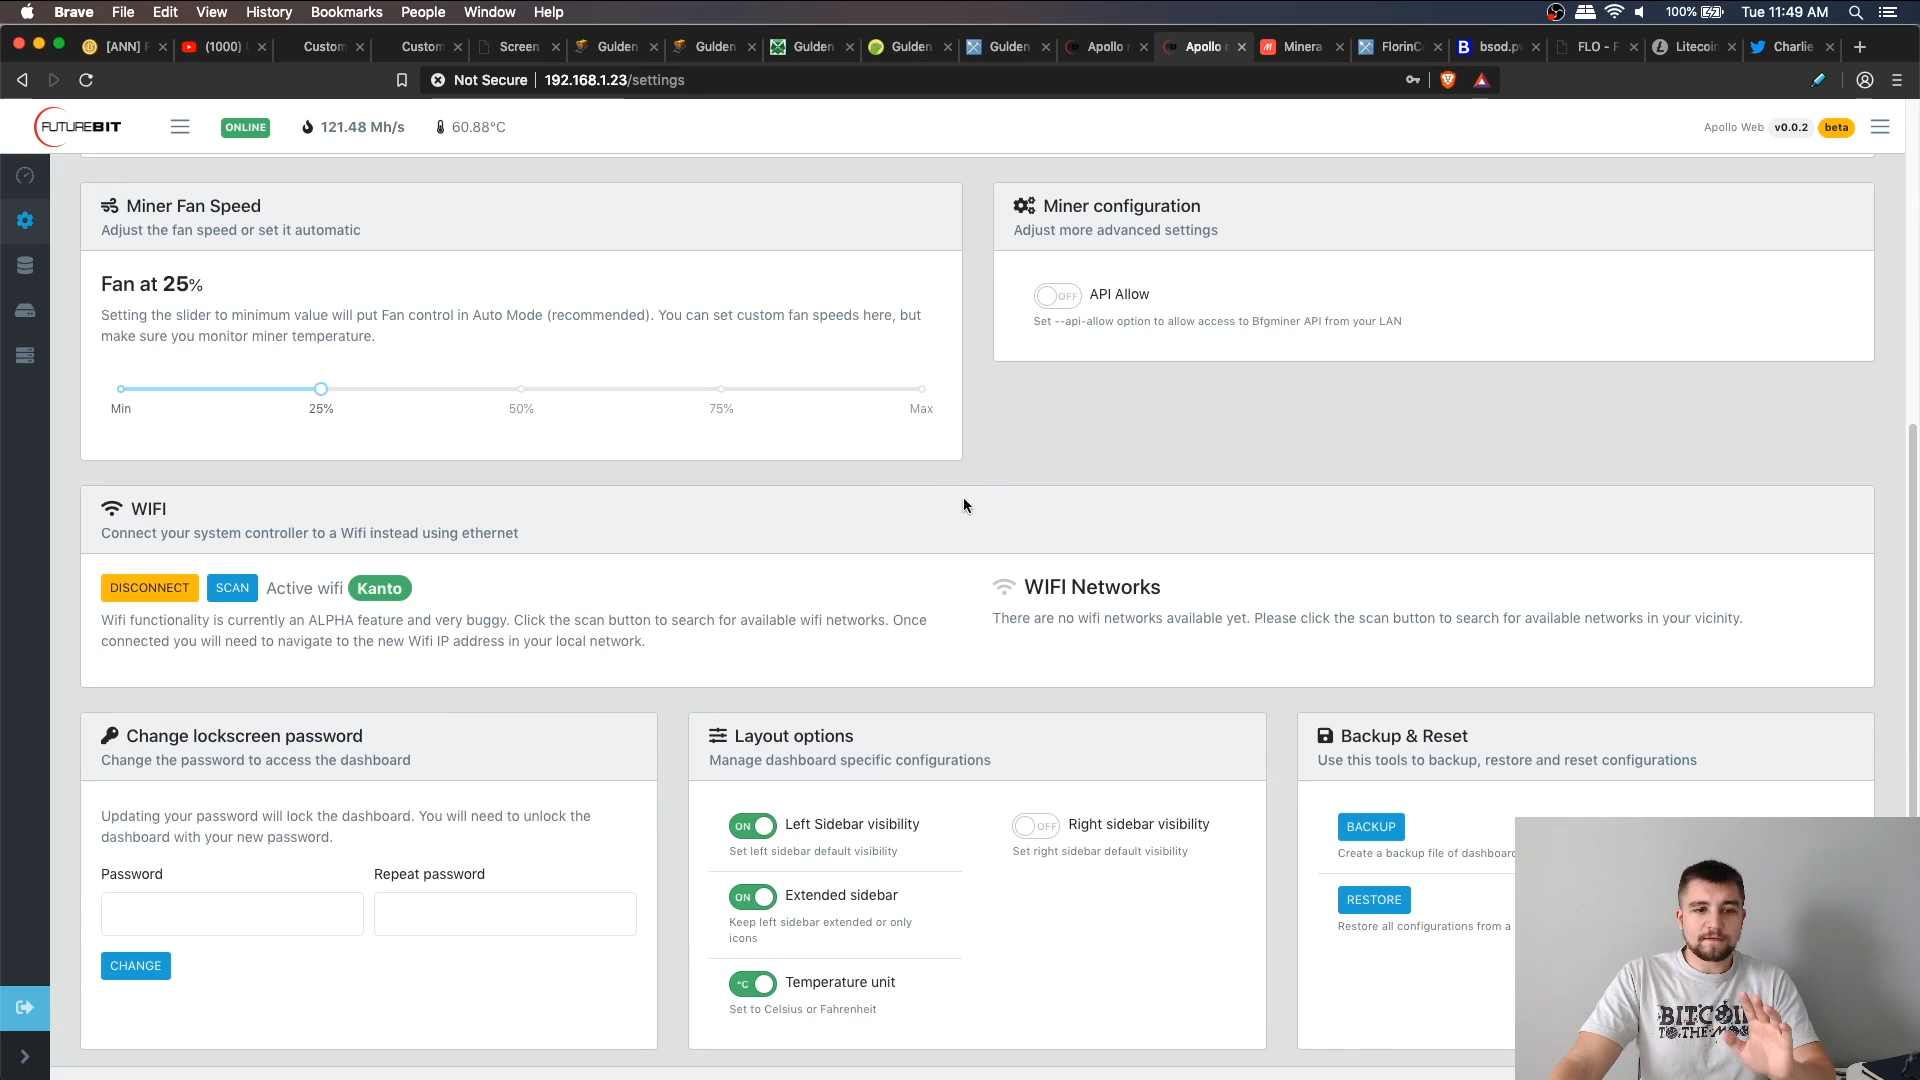 Brave File Edit View History Bookmarks People Window Help 100% Tue 11:49 AM
[ANN] F (1000) Custom Custom Screen Gulden Gulden Gulden Gulden Gulden Apollo Apollo Minera FlorinC bsod.p FLO - F Litecoin Charlie
Not Secure 192.168.1.23/settings
FUTUREBIT ONLINE 121.48 Mh/s 60.88°C Apollo Web v0.0.2 beta
Miner Fan Speed
Adjust the fan speed or set it automatic
Fan at 25%
Setting the slider to minimum value will put Fan control in Auto Mode (recommended). You can set custom fan speeds here, but
make sure you monitor miner temperature.
Min 25% 50% 75% Max
Miner configuration
Adjust more advanced settings
OFF API Allow
Set --api-allow option to allow access to Bfgminer API from your LAN
WIFI
Connect your system controller to a Wifi instead using ethernet
DISCONNECT SCAN Active wifi Kanto
Wifi functionality is currently an ALPHA feature and very buggy. Click the scan button to search for available wifi networks. Once
connected you will need to navigate to the new Wifi IP address in your local network.
WIFI Networks
There are no wifi networks available yet. Please click the scan button to search for available networks in your vicinity.
Change lockscreen password
Change the password to access the dashboard
Updating your password will lock the dashboard. You will need to unlock the
dashboard with your new password.
Password Repeat password
CHANGE
Layout options
Manage dashboard specific configurations
ON Left Sidebar visibility
Set left sidebar default visibility
OFF Right sidebar visibility
Set right sidebar default visibility
ON Extended sidebar
Keep left sidebar extended or only
icons
°C Temperature unit
Set to Celsius or Fahrenheit
Backup & Reset
Use this tools to backup, restore and reset configurations
BACKUP
Create a backup file of dashboard
RESTORE
Restore all configurations from a
BITCOIN
TO THE MOO